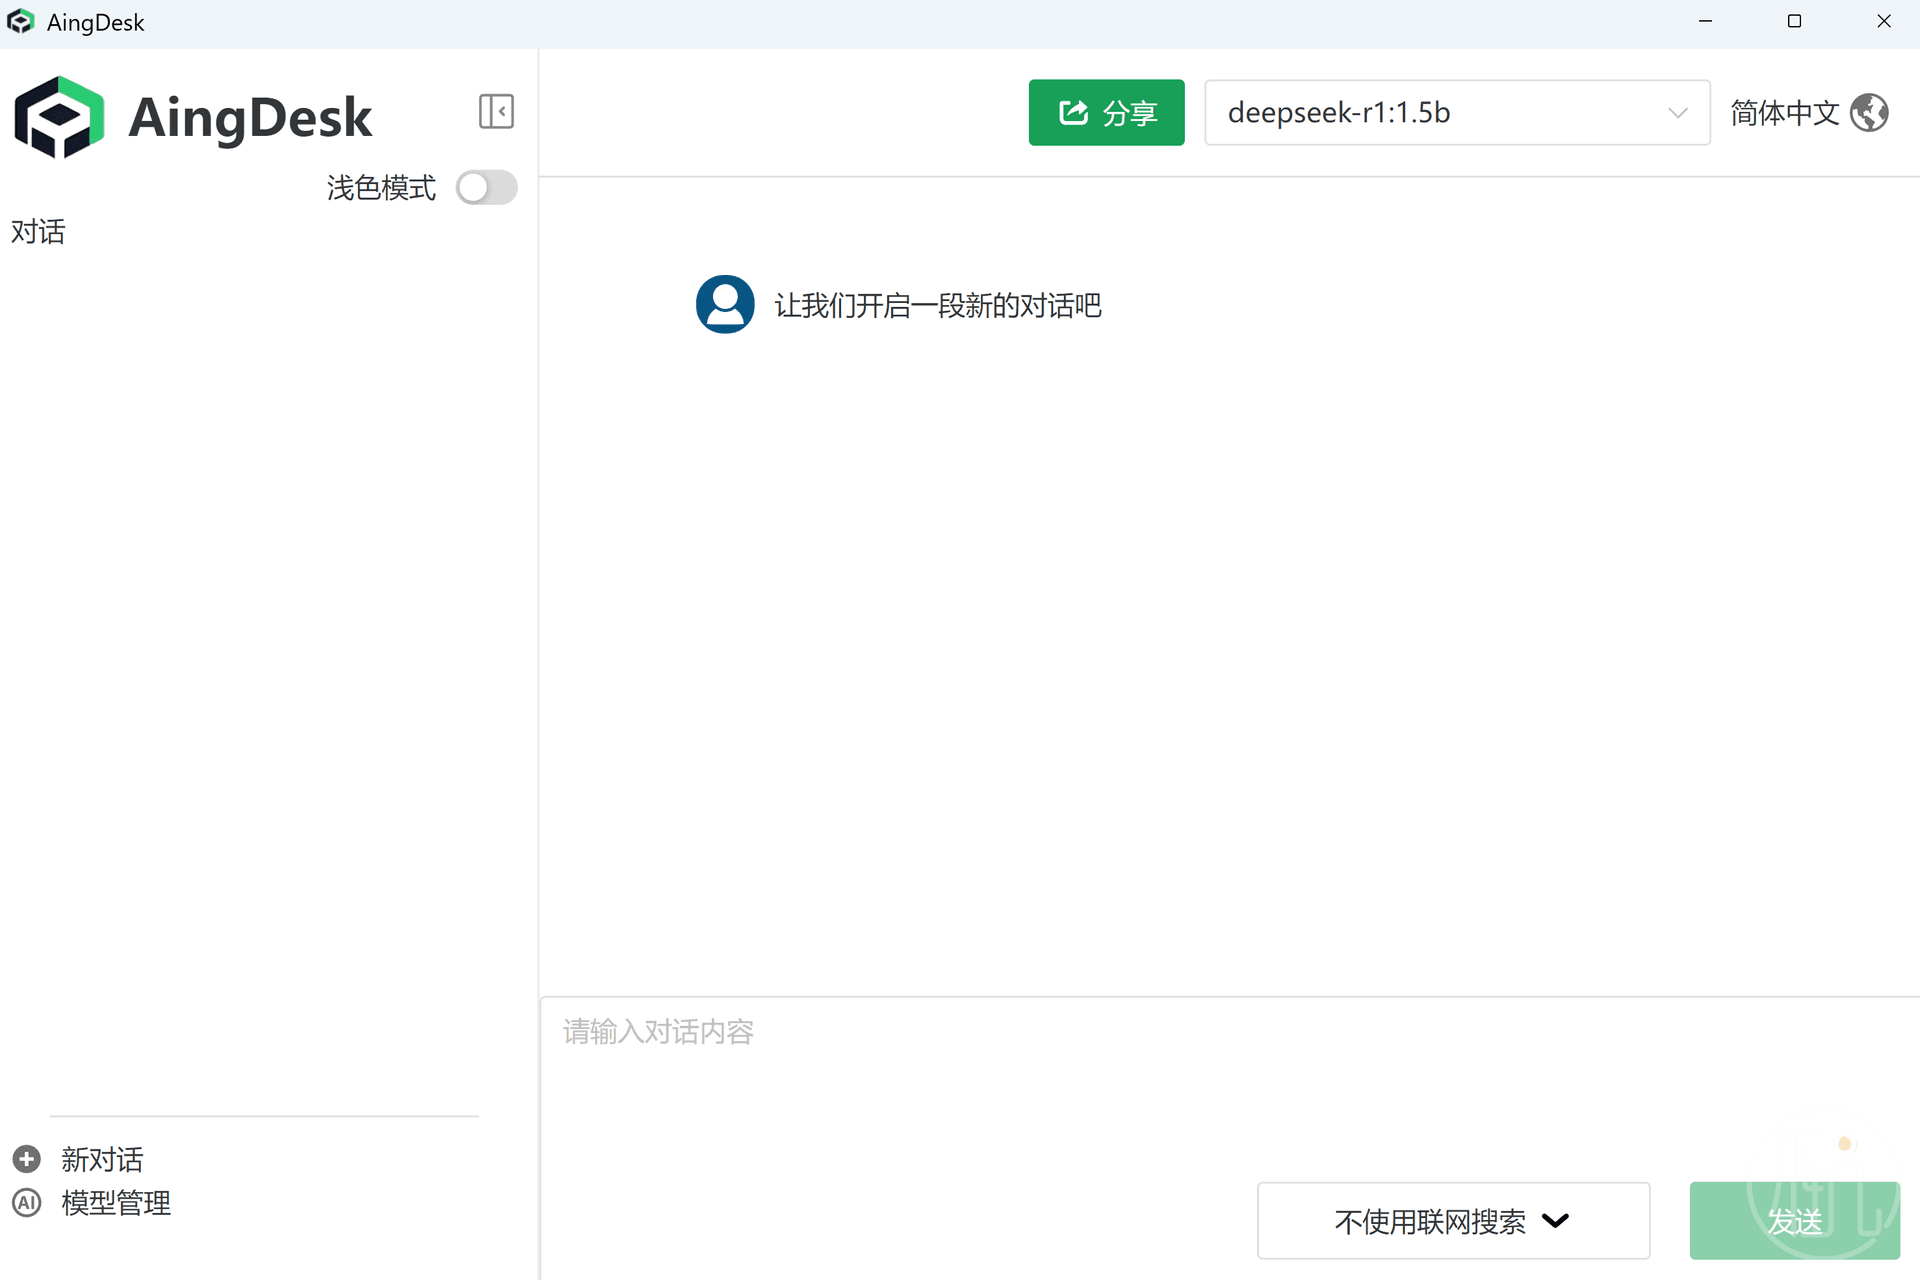 AingDesk
AingDesk
分享
deepseek-r1:1.5b
简体中文
浅色模式
对话
让我们开启一段新的对话吧
请输入对话内容
新对话
AI
模型管理
不使用联网搜索
发送